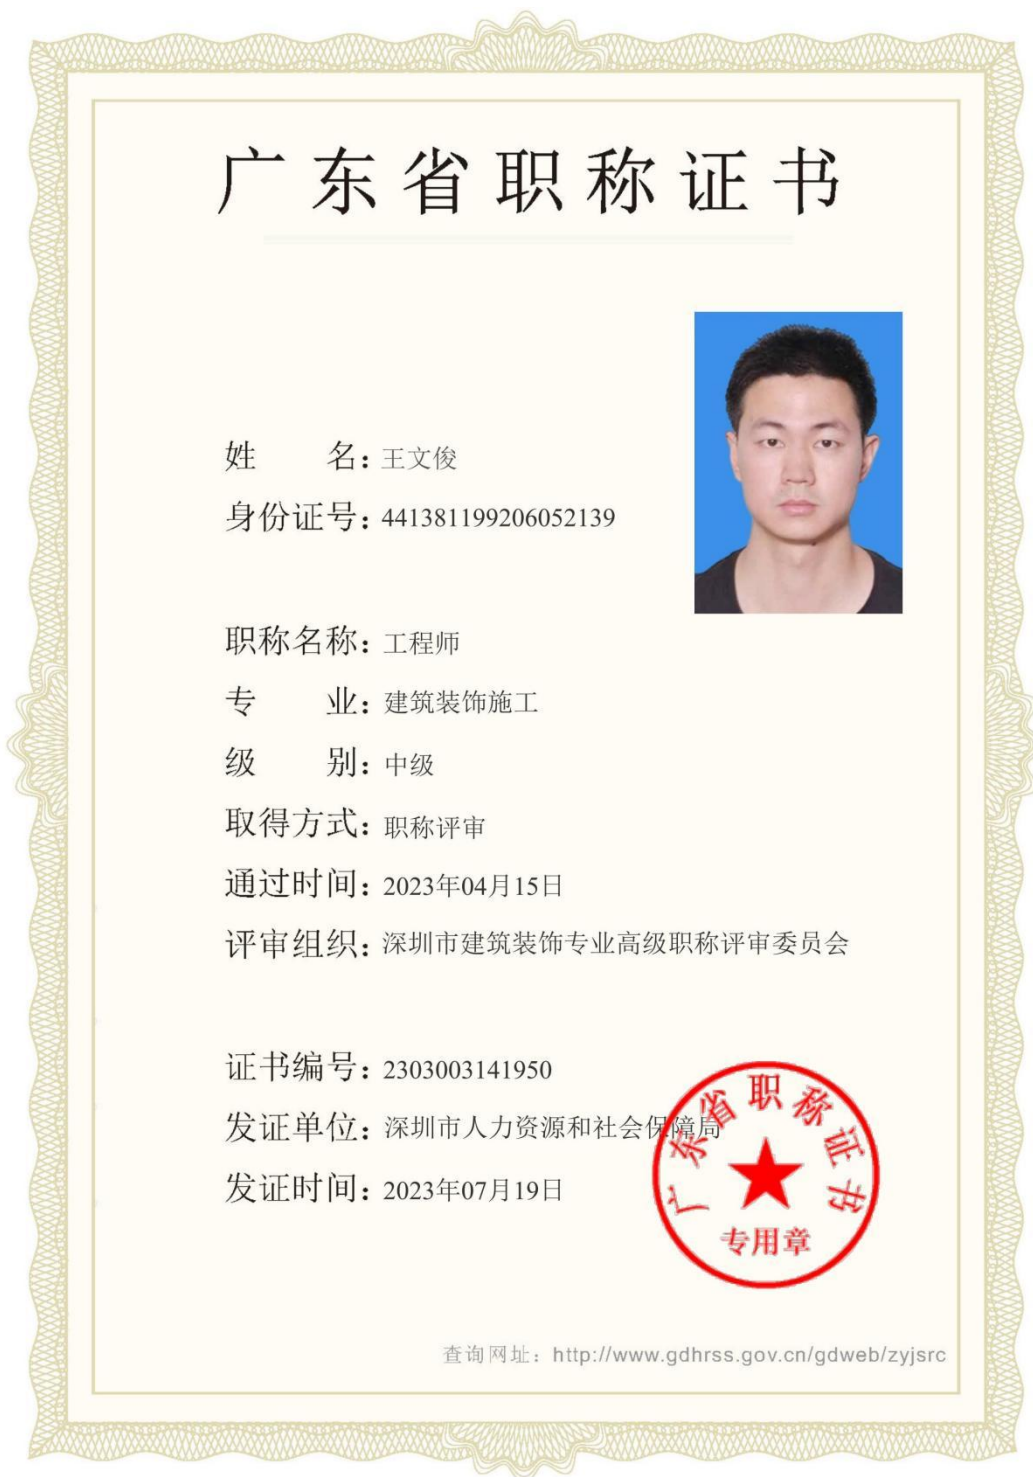 广东省职称证书
姓 名：王文俊
身份证号：441381199206052139
职称名称：工程师
专 业：建筑装饰施工
级 别：中级
取得方式：职称评审
通过时间：2023年04月15日
评审组织：深圳市建筑装饰专业高级职称评审委员会
证书编号：2303003141950
发证单位：深圳市人力资源和社会保障局
发证时间：2023年07月19日
广东省职称证书
专用章
查询网址：http://www.gdhrss.gov.cn/gdweb/zyjsrc